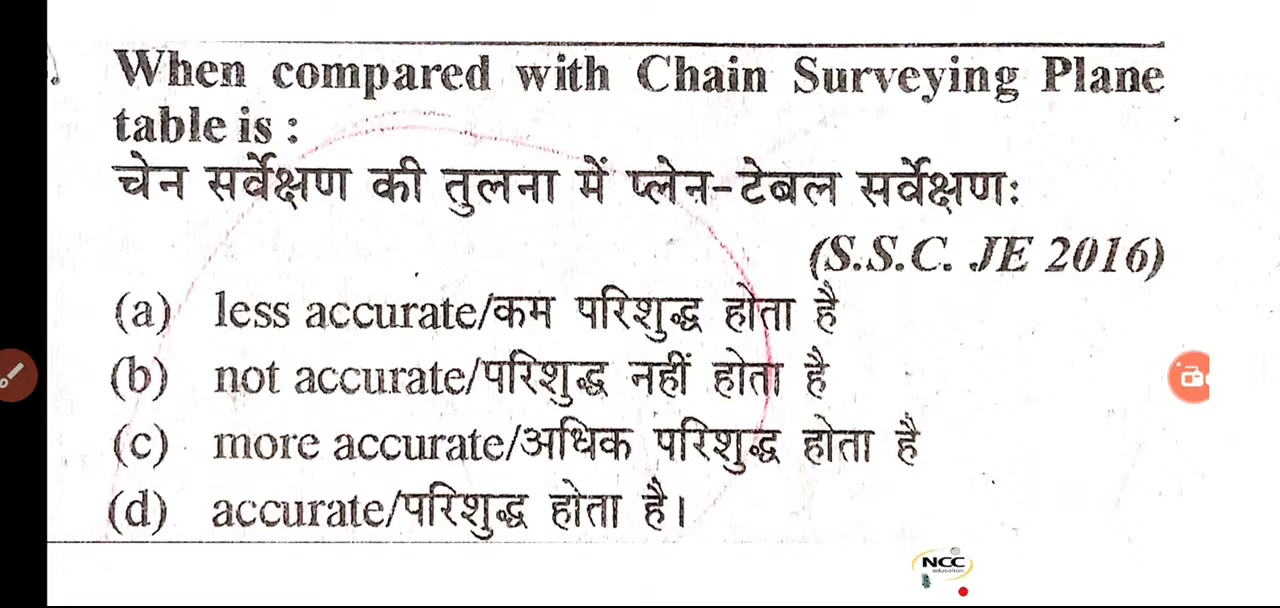 When compared with Chain Surveying Plane
table is :
चेन सर्वेक्षण की तुलना में प्लेन-टेबल सर्वेक्षणः
(S.S.C. JE 2016)
(a) less accurate/कम परिशुद्ध होता है
(b) not accurate/परिशुद्ध नहीं होता है
(c) more accurate/अधिक परिशुद्ध होता है
(d) accurate/परिशुद्ध होता है।
NCC
education